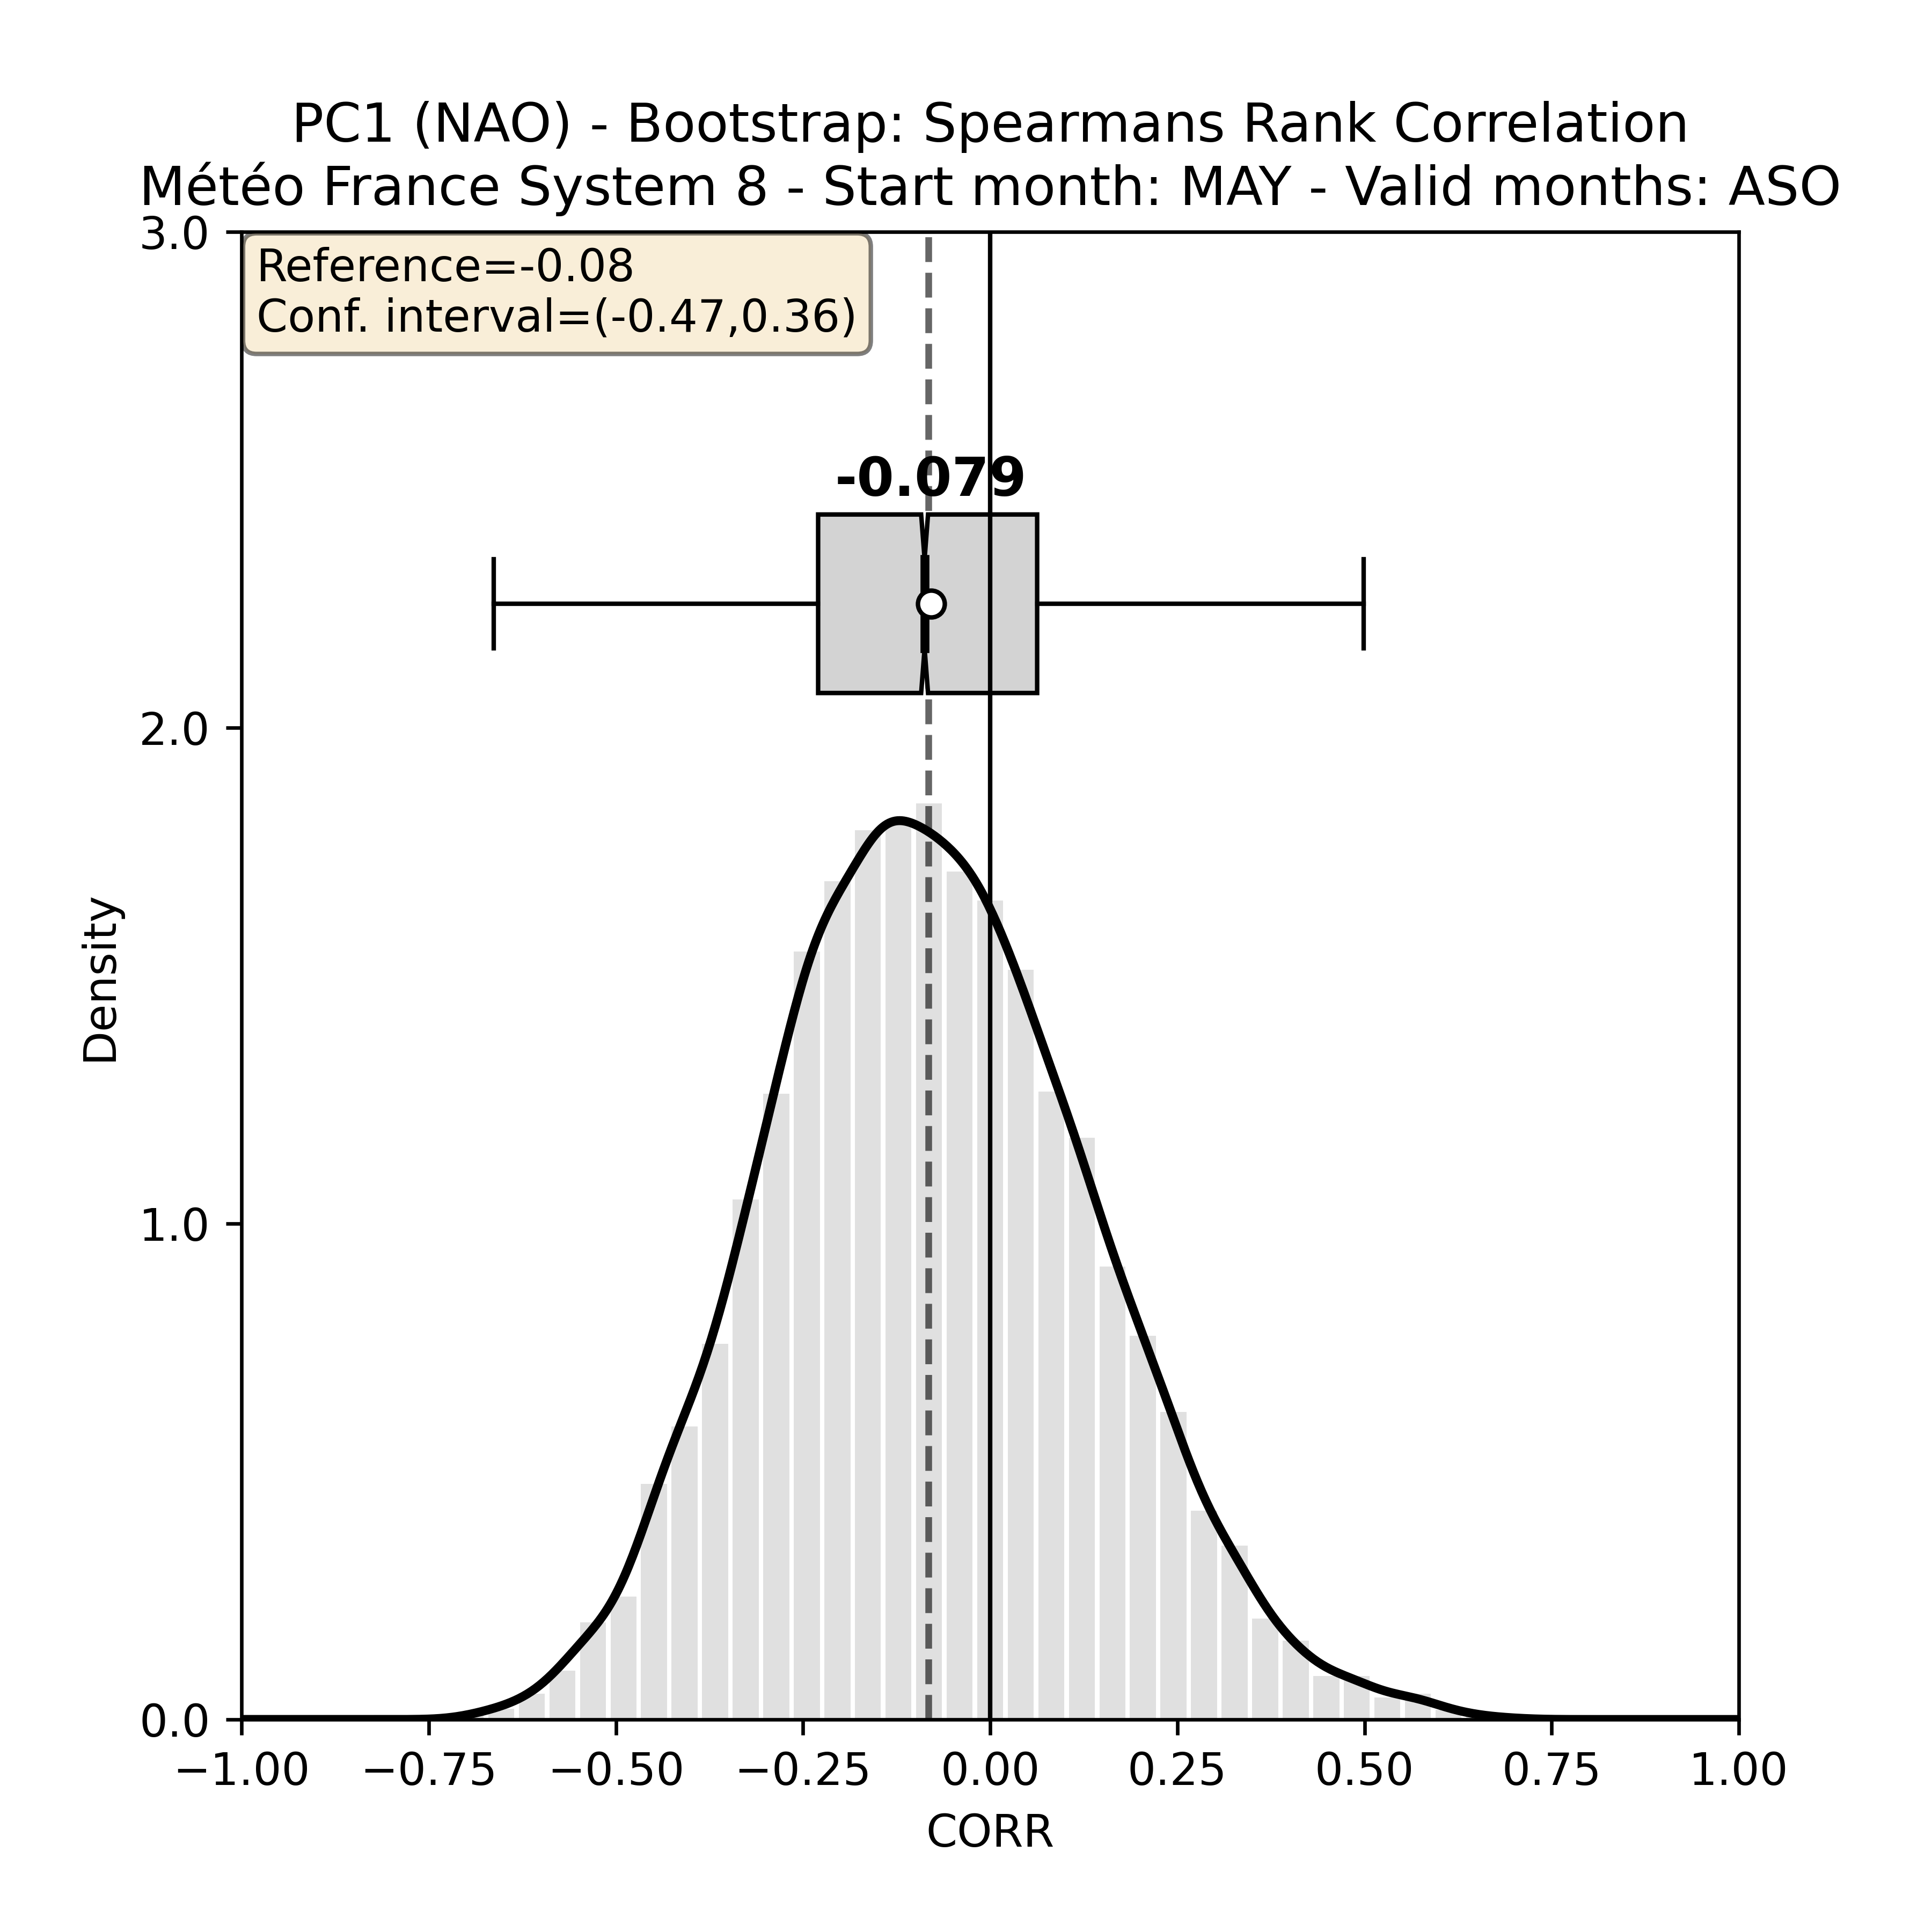 PC1 (NAO) - Bootstrap: Spearmans Rank Correlation
Météo France System 8 - Start month: MAY - Valid months: ASO
3.0
Reference=-0.08
Conf. interval=(-0.47,0.36)
-0.079
2.0
Density
1.0
0.0
−1.00 −0.75 −0.50 −0.25 0.00 0.25 0.50 0.75 1.00
CORR